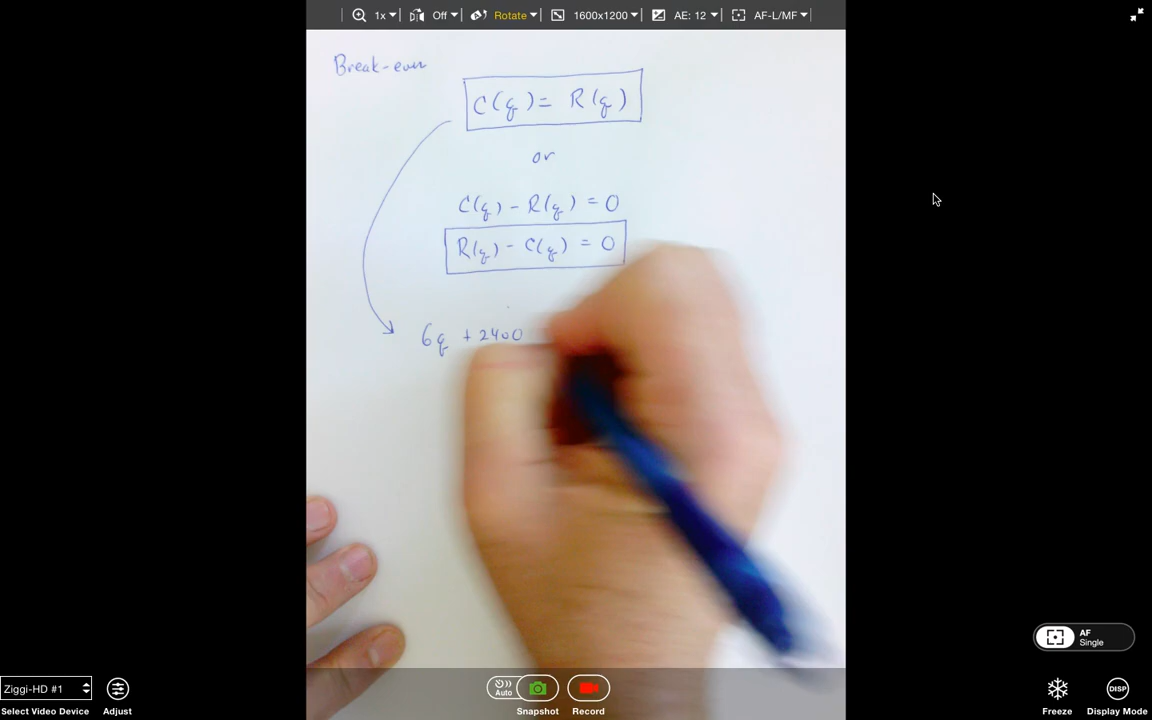 1x Off Rotate 1600x1200 AE: 12 AF-L/MF
Break-even
C(q) = R(q)
or
C(q) - R(q) = 0
R(q) - C(q) = 0
6q + 2400
AF
Single
Ziggi-HD #1
Auto
DISP
Select Video Device Adjust Snapshot Record Freeze Display Mode